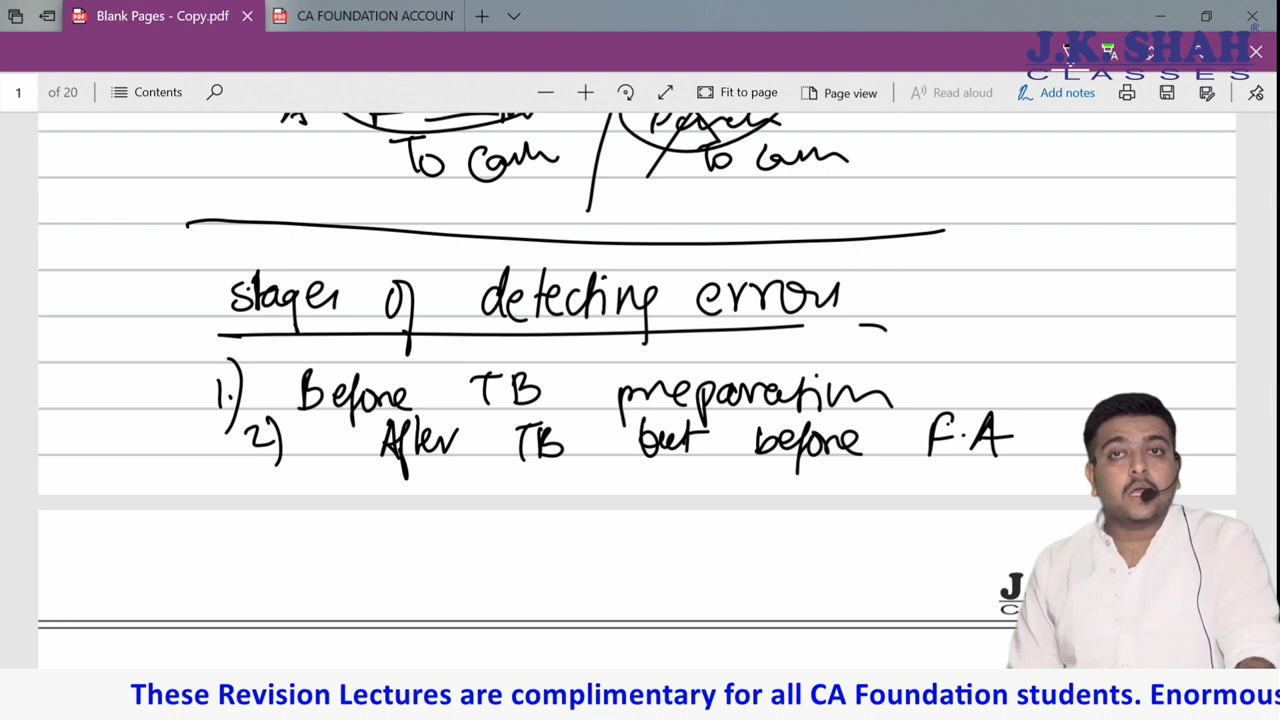 Blank Pages - Copy.pdf
CA FOUNDATION ACCOUN
J.K. SHAH®
CLASSES
1 of 20 Contents Fit to page Page view Read aloud Add notes
To Cash To Cash
stages of detecting errors
1.) Before TB preparation
2) After TB but before F.A
J
C
These Revision Lectures are complimentary for all CA Foundation students. Enormous